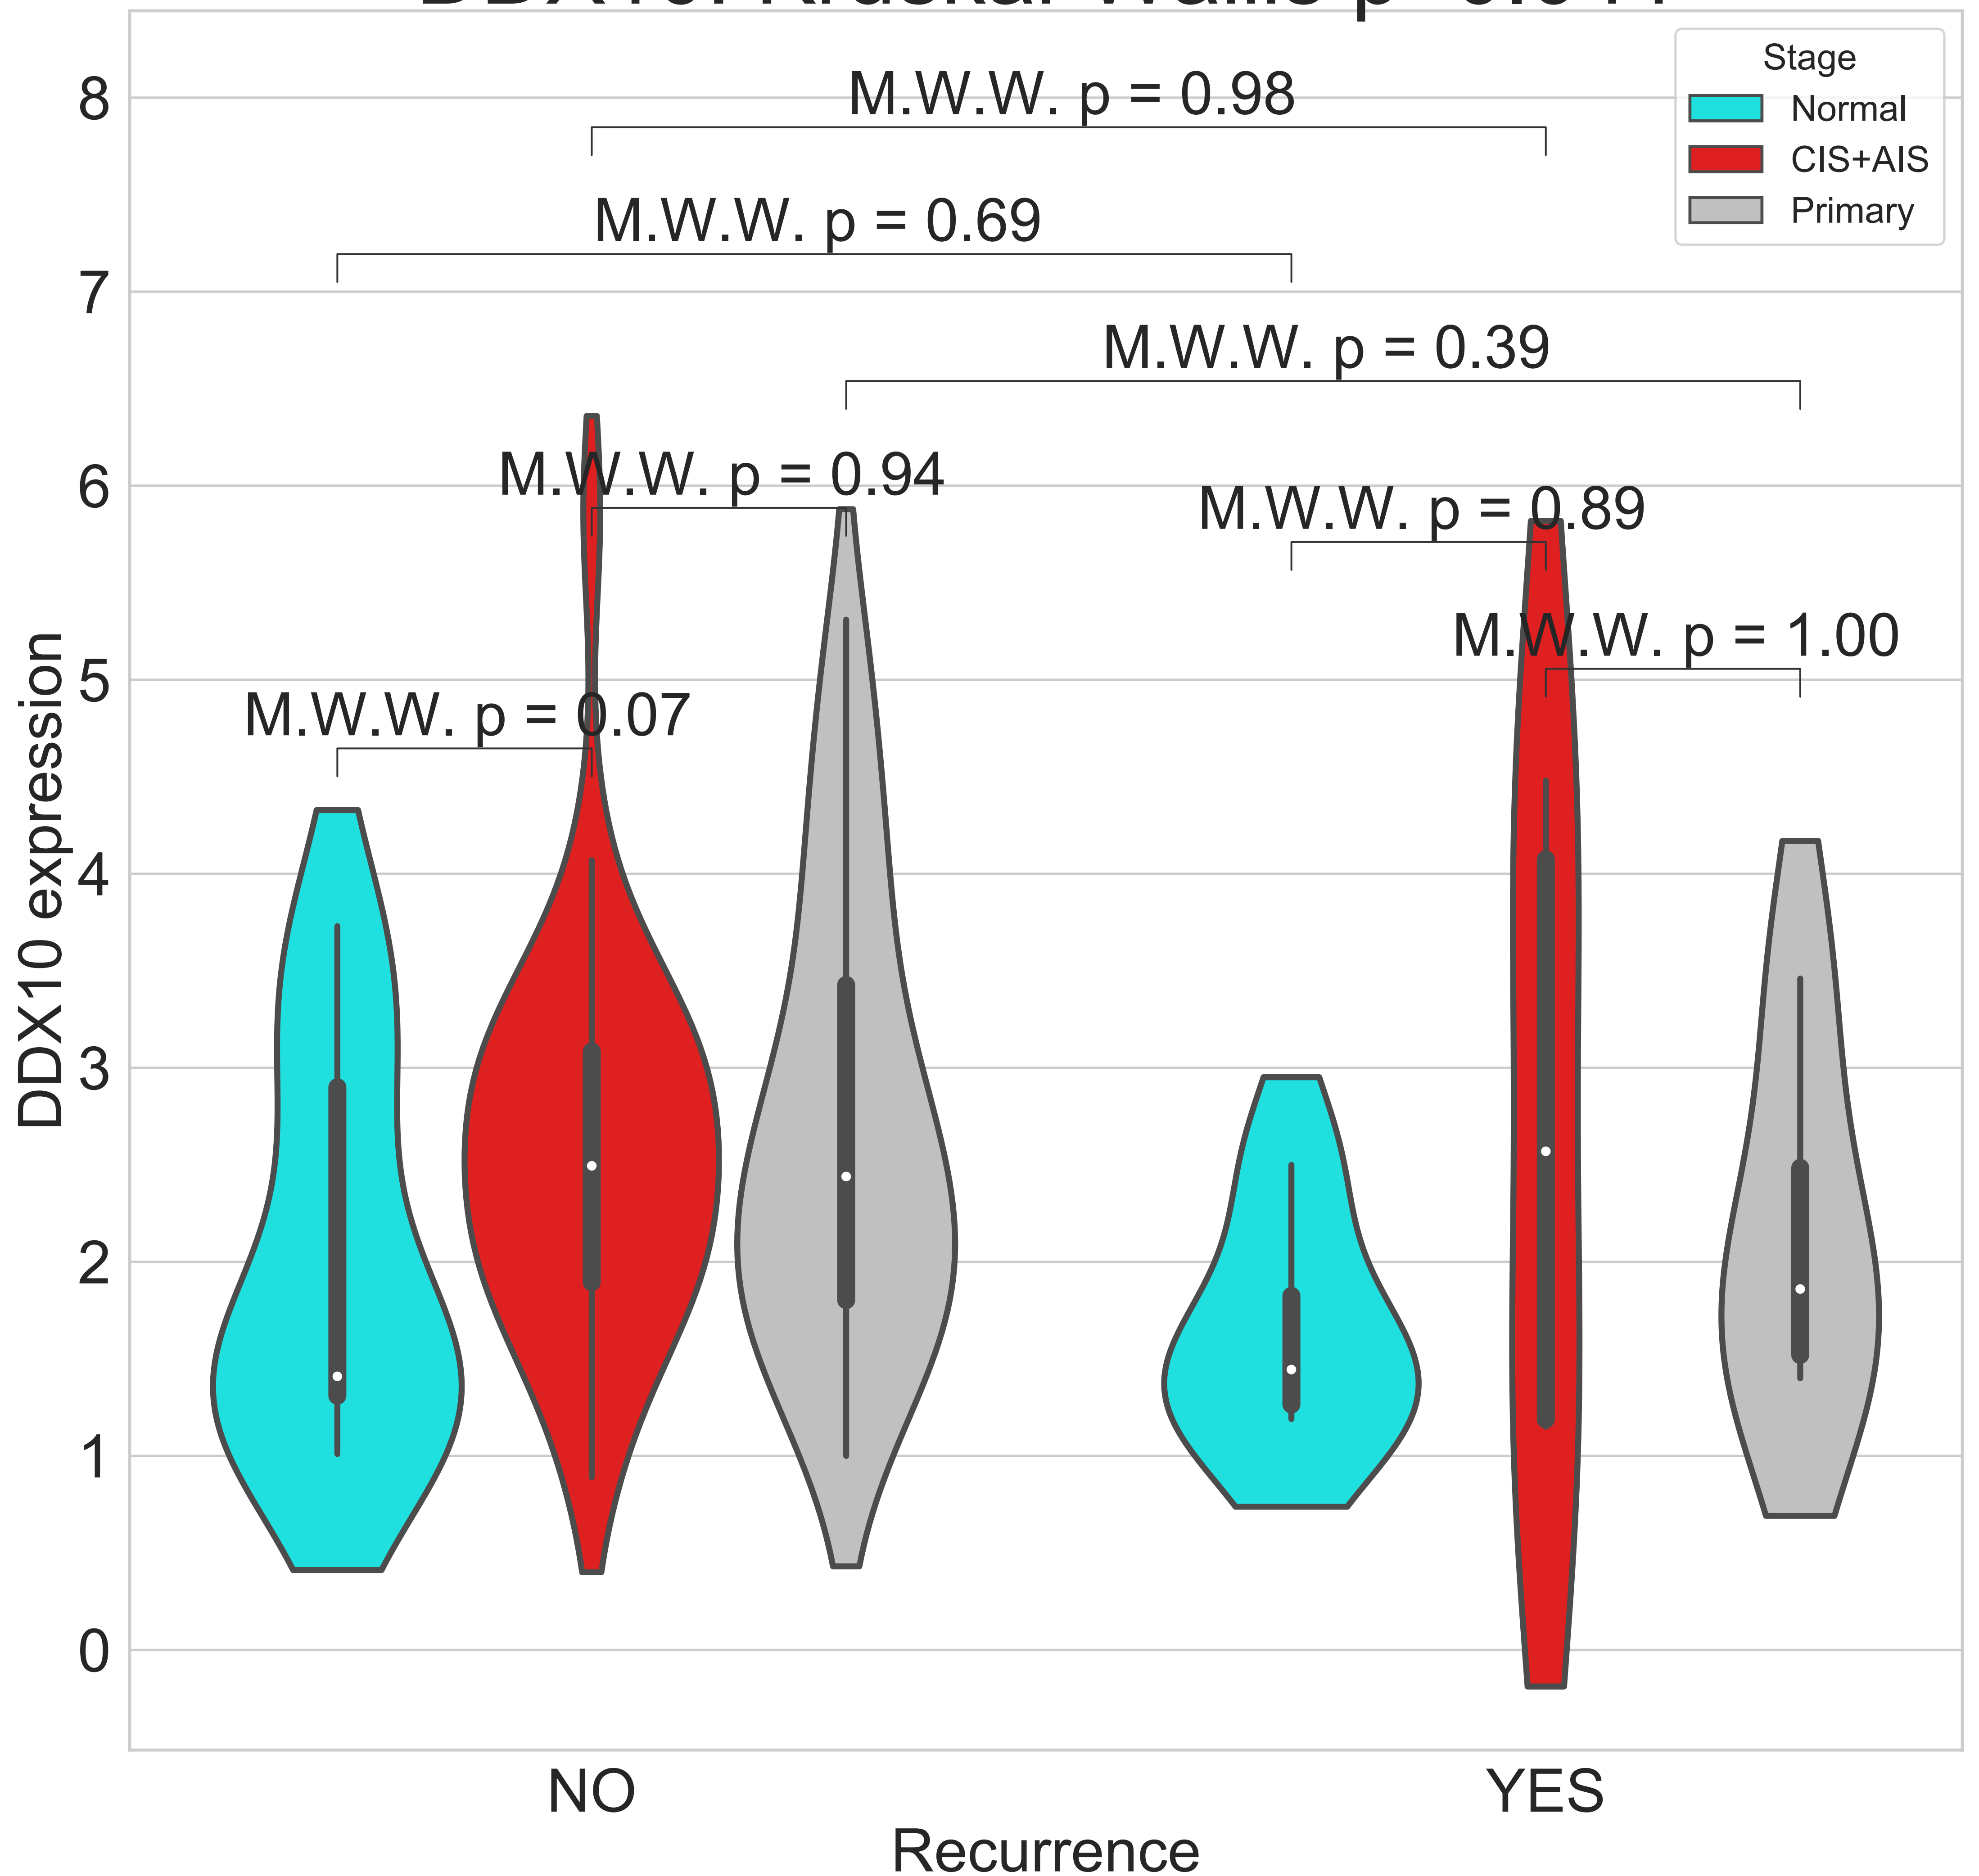 Stage
Normal
CIS+AIS
Primary
M.W.W. p = 0.98
M.W.W. p = 0.69
M.W.W. p = 0.39
M.W.W. p = 0.94
M.W.W. p = 0.89
M.W.W. p = 1.00
M.W.W. p = 0.07
8
7
6
5
4
3
2
1
0
DDX10 expression
NO
YES
Recurrence